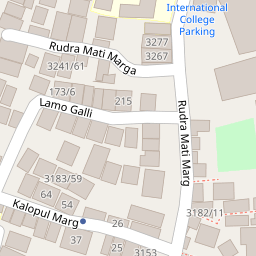 International
College
Parking
Rudra Mati Marga
3277
3267
3241/61
173/6
215
Lamo Galli
Rudra Mati Marg
3183/59
64
54
Kalopul Marg
26
3182/11
37
25
3153